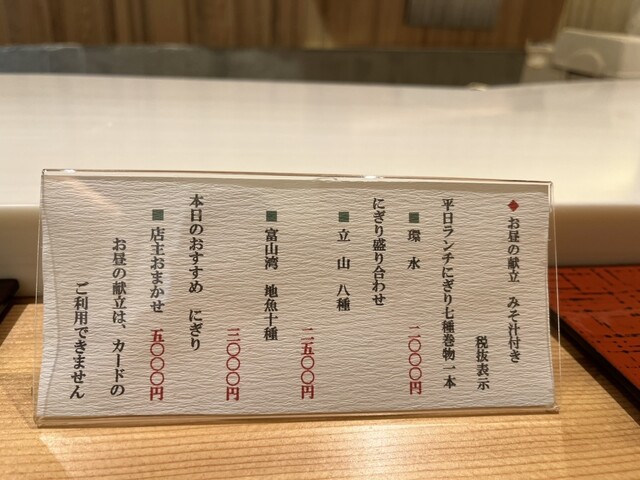 ◆ お昼の献立 みそ汁付き
税抜表示
平日ランチにぎり七種巻物一本
■ 環 水 二〇〇〇円
にぎり盛り合わせ
■ 立 山 八種 二五〇〇円
■ 富山湾 地魚十種 三〇〇〇円
本日のおすすめ にぎり
■ 店主おまかせ 五〇〇〇円
お昼の献立は、カードの
ご利用できません